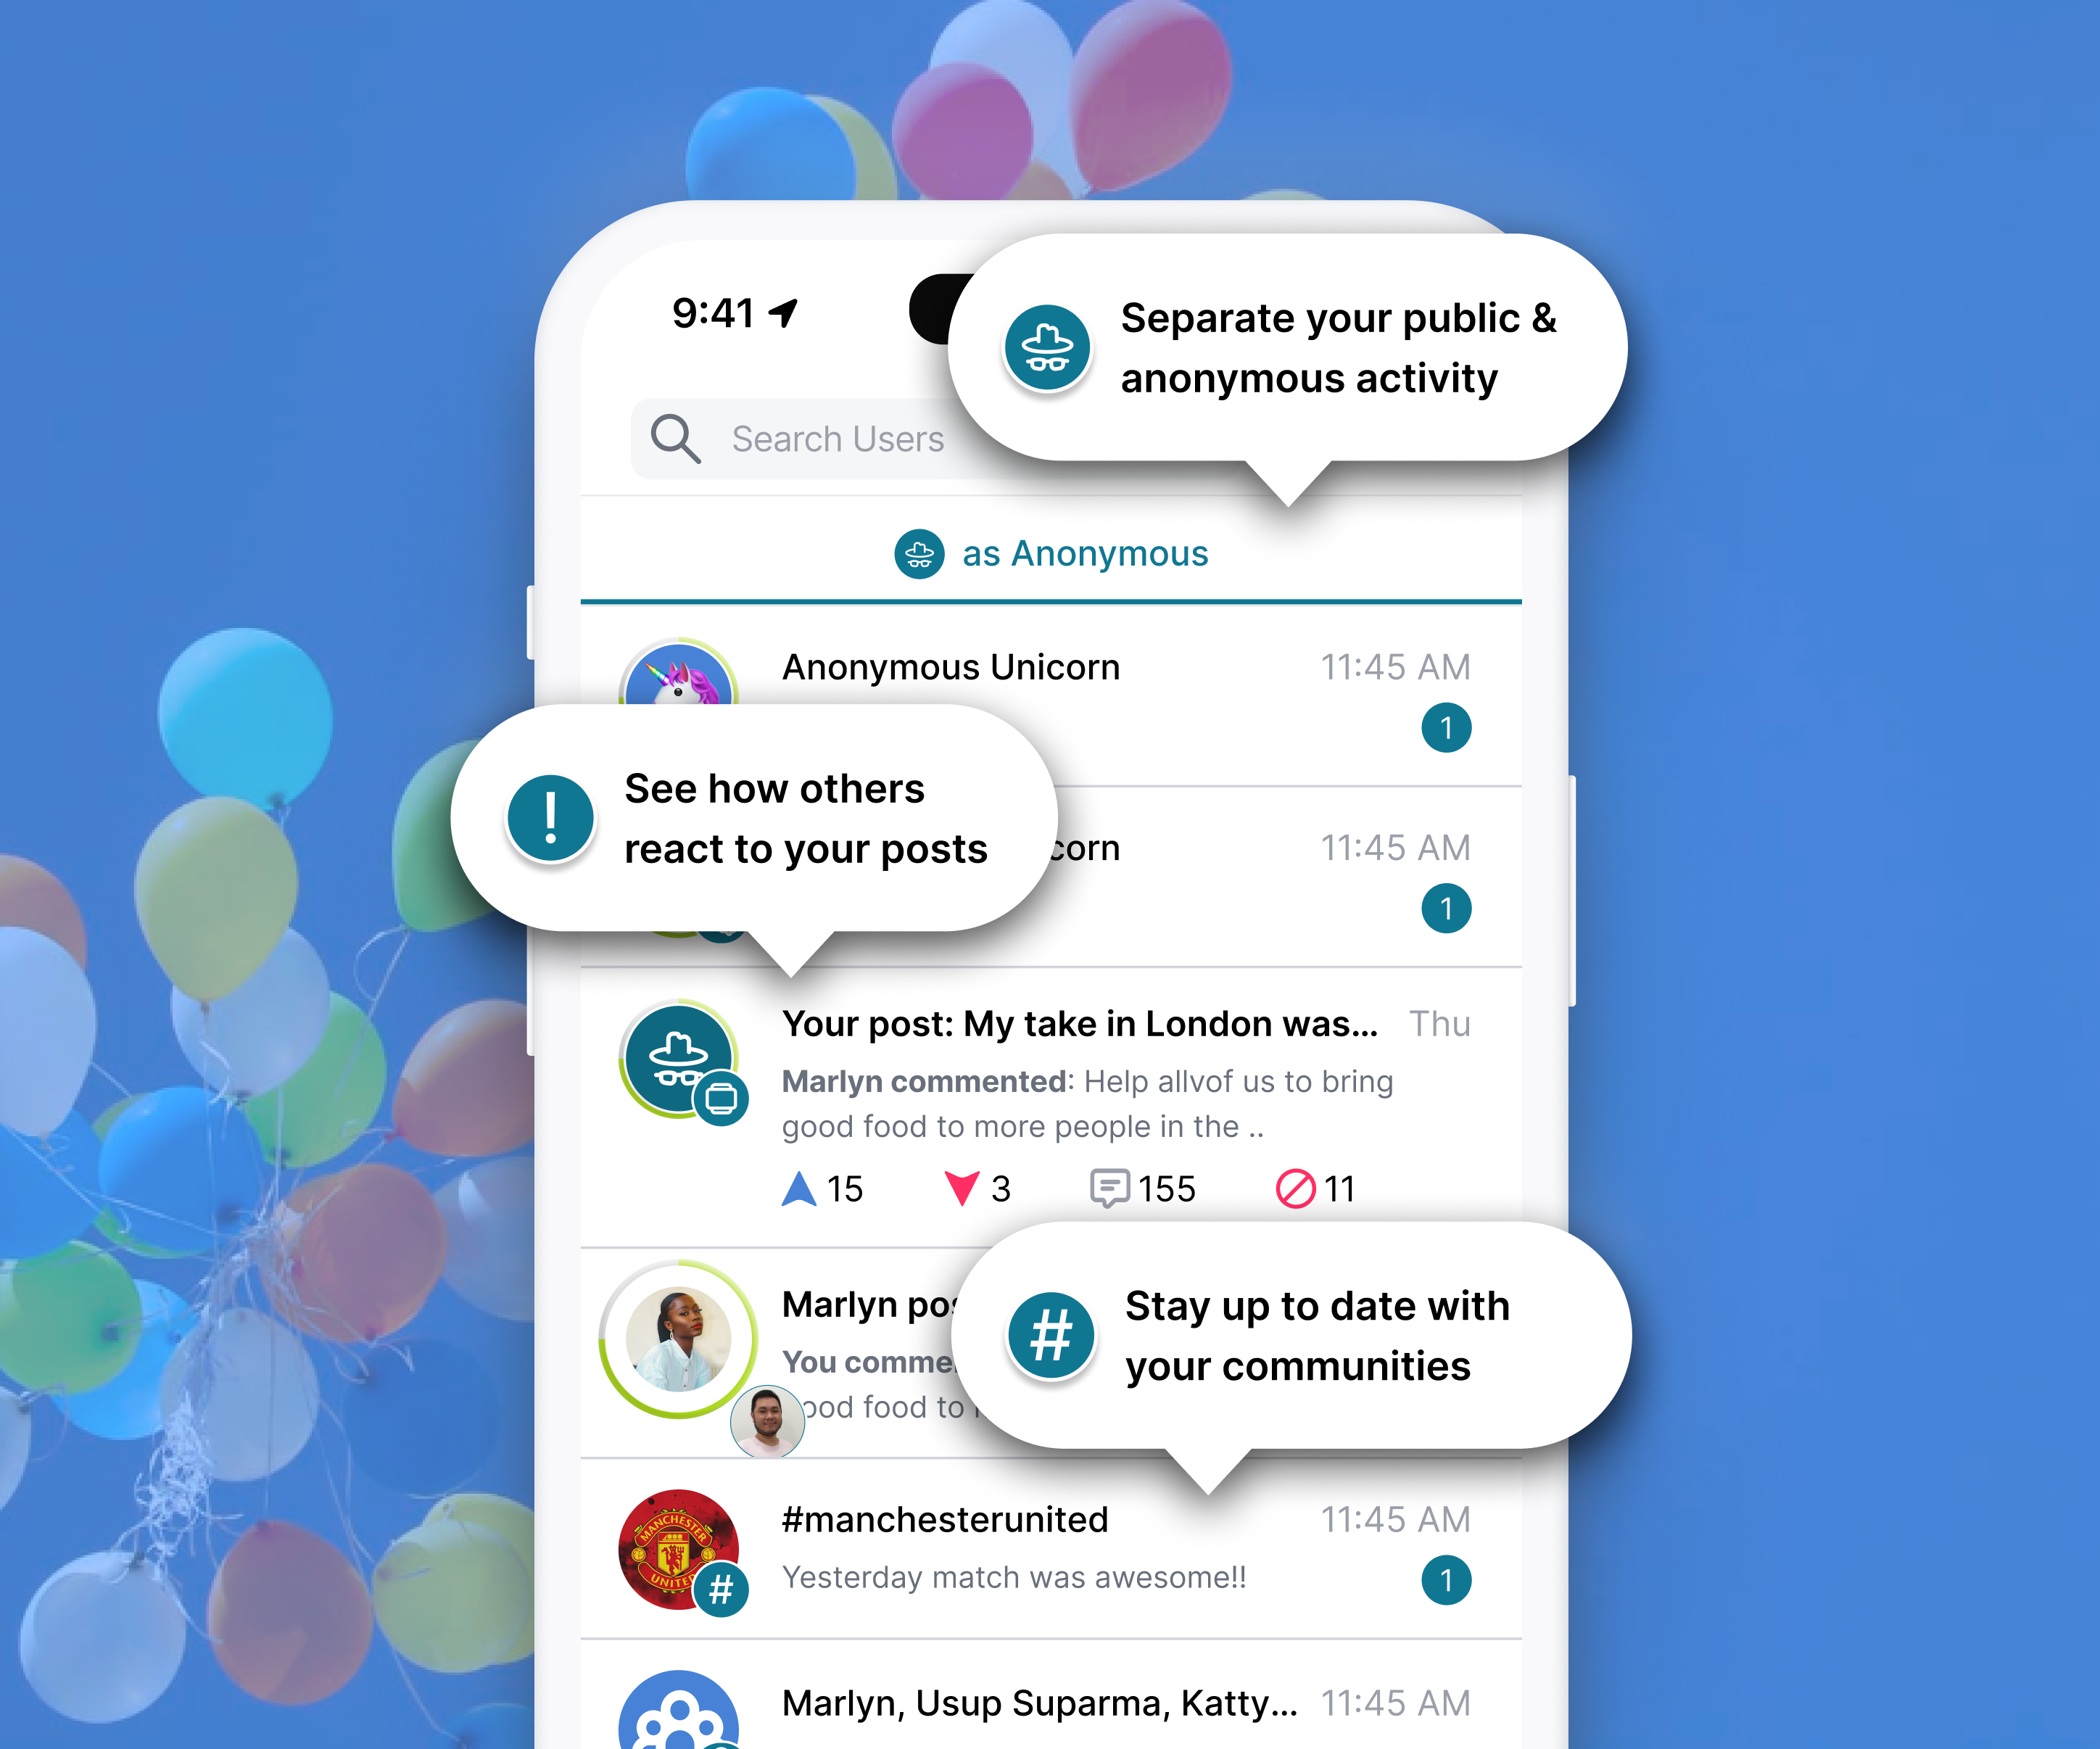 9:41
Separate your public &
anonymous activity
Search Users
as Anonymous
Anonymous Unicorn
11:45 AM
1
See how others
react to your posts
11:45 AM
1
Your post: My take in London was...
Thu
Marlyn commented: Help allvof us to bring
good food to more people in the ..
15
3
155
11
Marlyn
You
food to
#
Stay up to date with
your communities
MANCHESTER
UNITED
#
#manchesterunited
11:45 AM
Yesterday match was awesome!!
1
Marlyn, Usup Suparma, Katty...
11:45 AM